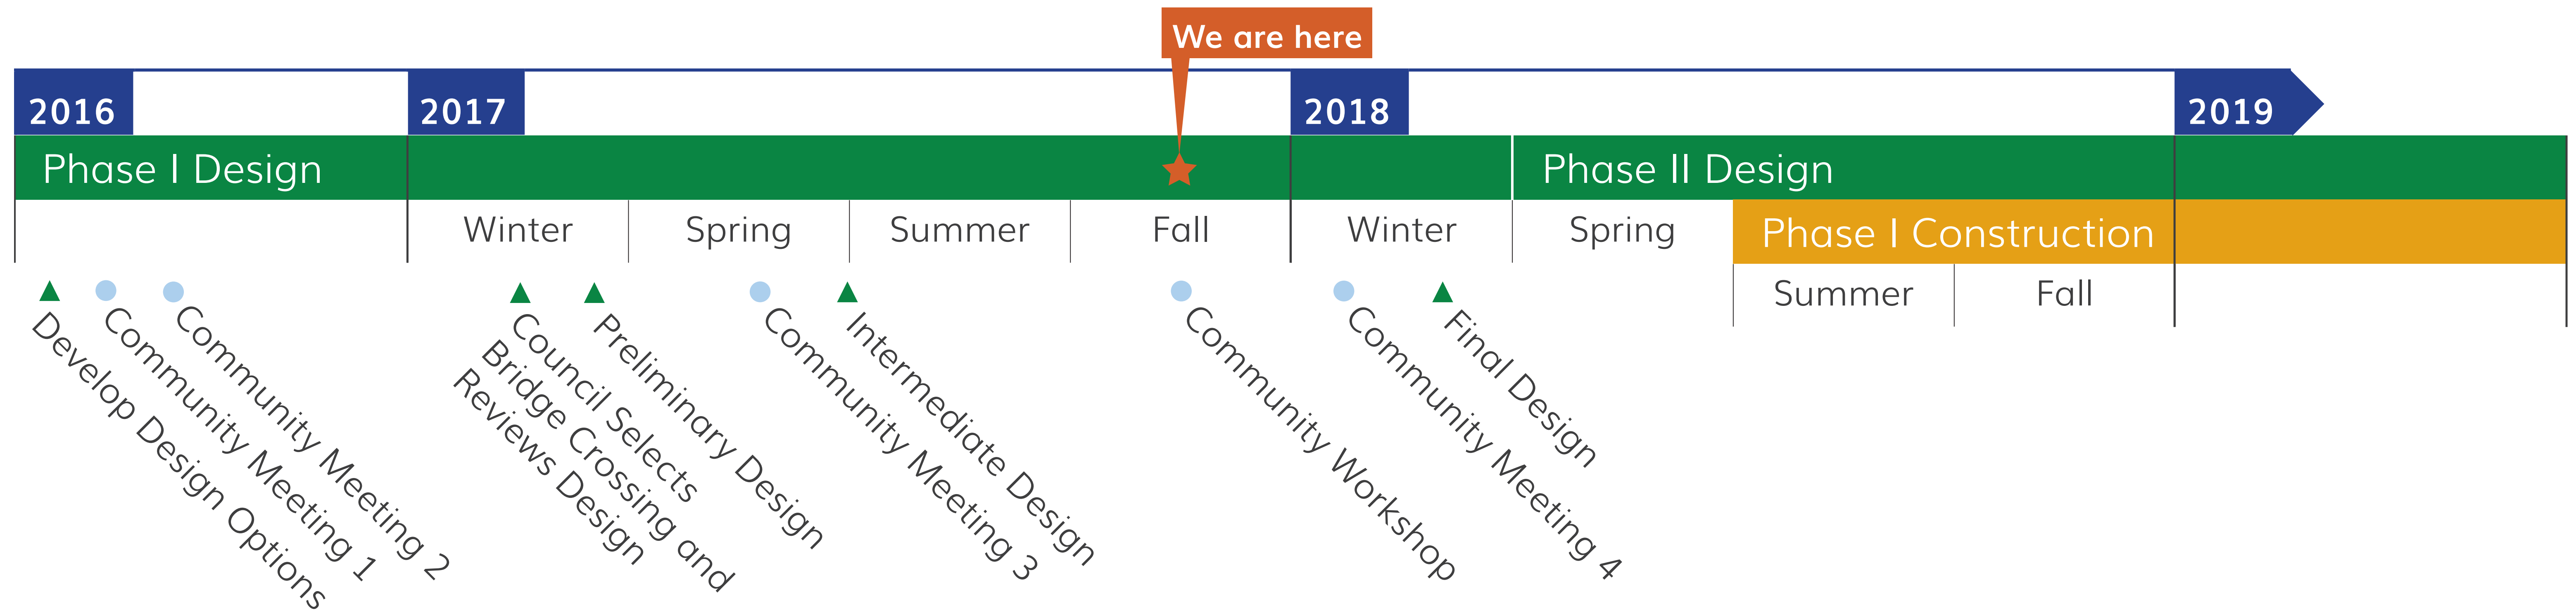 We are here
2016
2017
2018
2019
Phase I Design
Phase II Design
Winter
Spring
Summer
Fall
Winter
Spring
Phase I Construction
Summer
Fall
Develop Design Options
Community Meeting 1
Community Meeting 2
Council Selects
Bridge Crossing and
Reviews Design
Preliminary Design
Community Meeting 3
Intermediate Design
Community Workshop
Community Meeting 4
Final Design